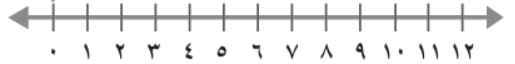 ٠ ١ ٢ ٣ ٤ ٥ ٦ ٧ ٨ ٩ ١٠ ١١ ١٢